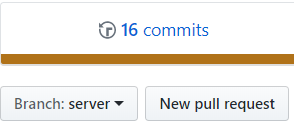 16 commits
Branch: server
New pull request